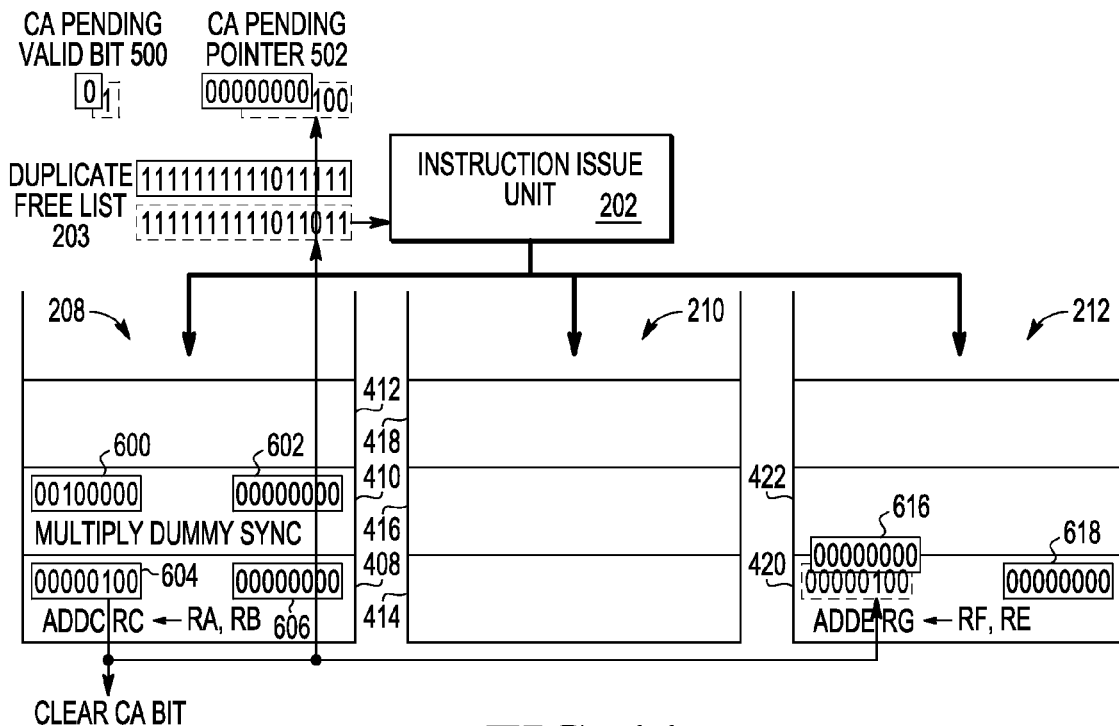 CA PENDING
VALID BIT 500
CA PENDING
POINTER 502
0
1
00000000
100
DUPLICATE
FREE LIST
203
1111111111011111
1111111111011011
INSTRUCTION ISSUE
UNIT
202
208
210
212
412
418
600
602
410
422
00100000
00000000
MULTIPLY DUMMY SYNC
416
616
618
00000000
00000100
604
00000000
408
420
00000100
00000000
ADDC RC ← RA, RB
606
414
ADDE RG ← RF, RE
CLEAR CA BIT